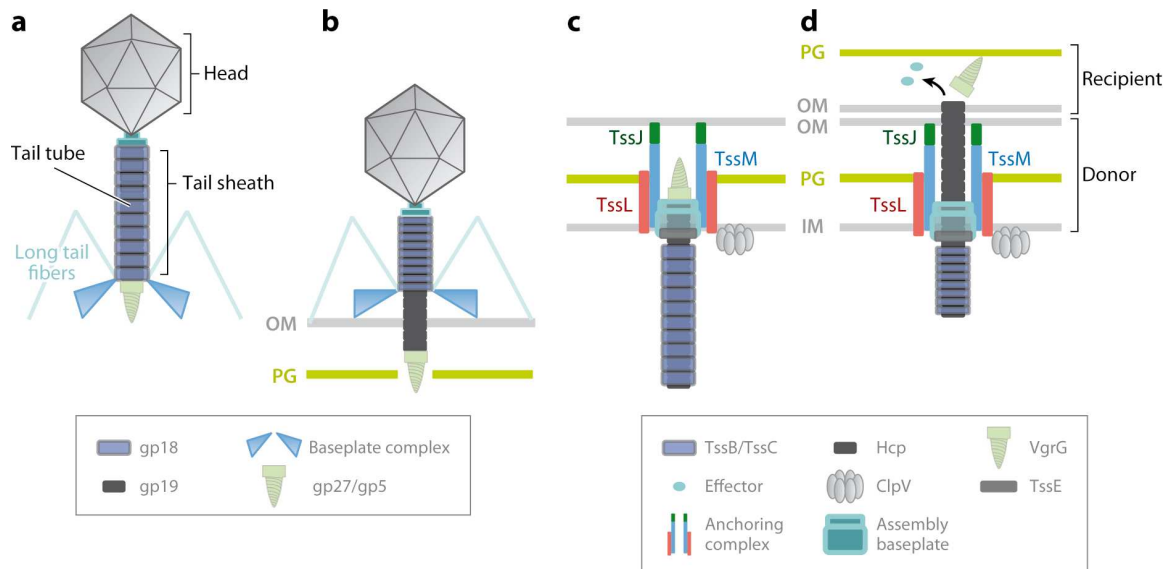 a
Head
Tail tube
Tail sheath
Long tail
fibers
b
OM
PG
c
TssJ
TssM
TssL
d
PG
Recipient
OM
OM
TssJ
TssM
PG
Donor
TssL
IM
gp18
Baseplate complex
gp19
gp27/gp5
TssB/TssC
Hcp
VgrG
Effector
ClpV
TssE
Anchoring
complex
Assembly
baseplate